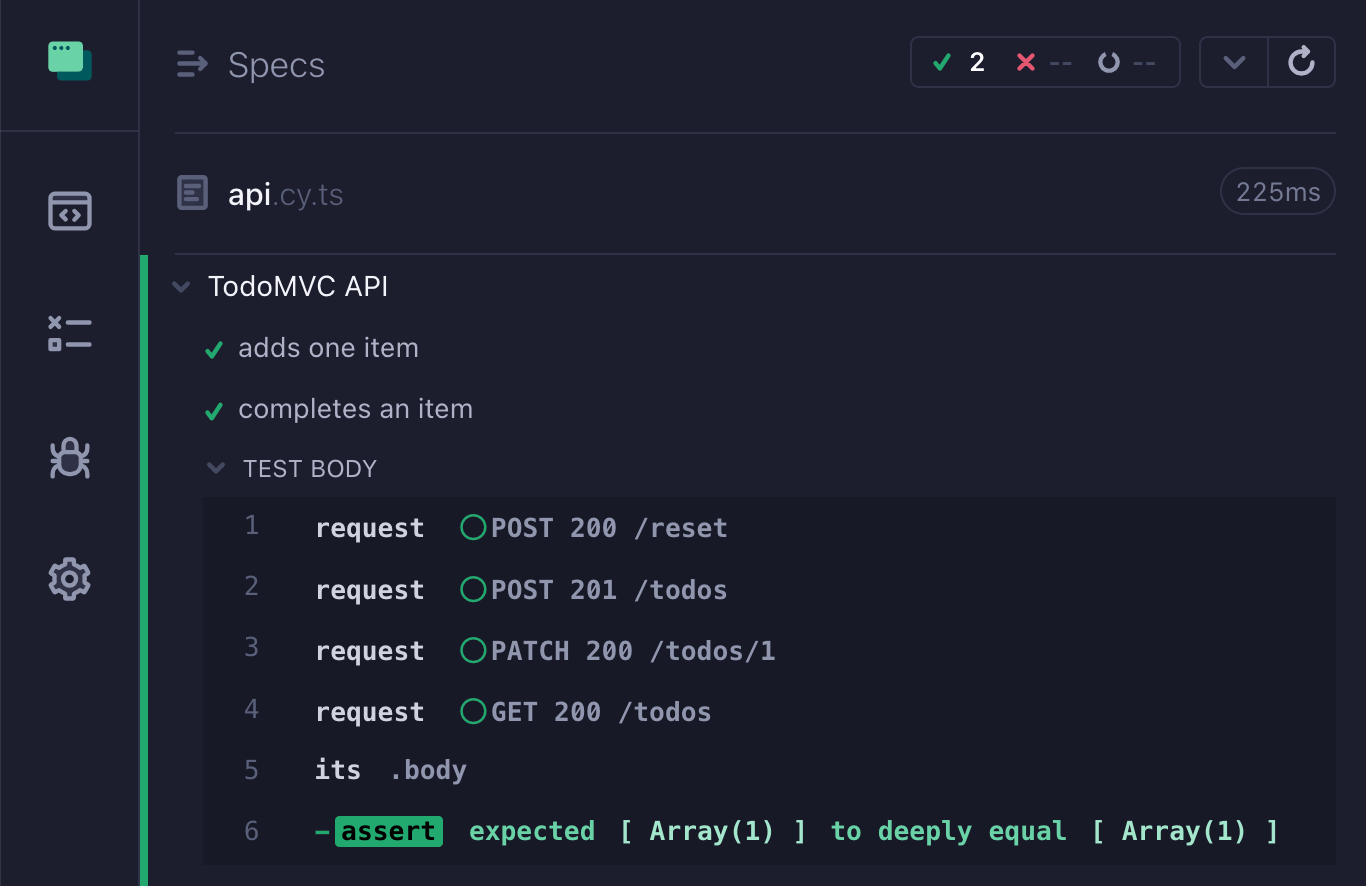 Specs
2 -- --
api.cy.ts 225ms
TodoMVC API
adds one item
completes an item
TEST BODY
1 request POST 200 /reset
2 request POST 201 /todos
3 request PATCH 200 /todos/1
4 request GET 200 /todos
5 its .body
6 -assert expected [ Array(1) ] to deeply equal [ Array(1) ]